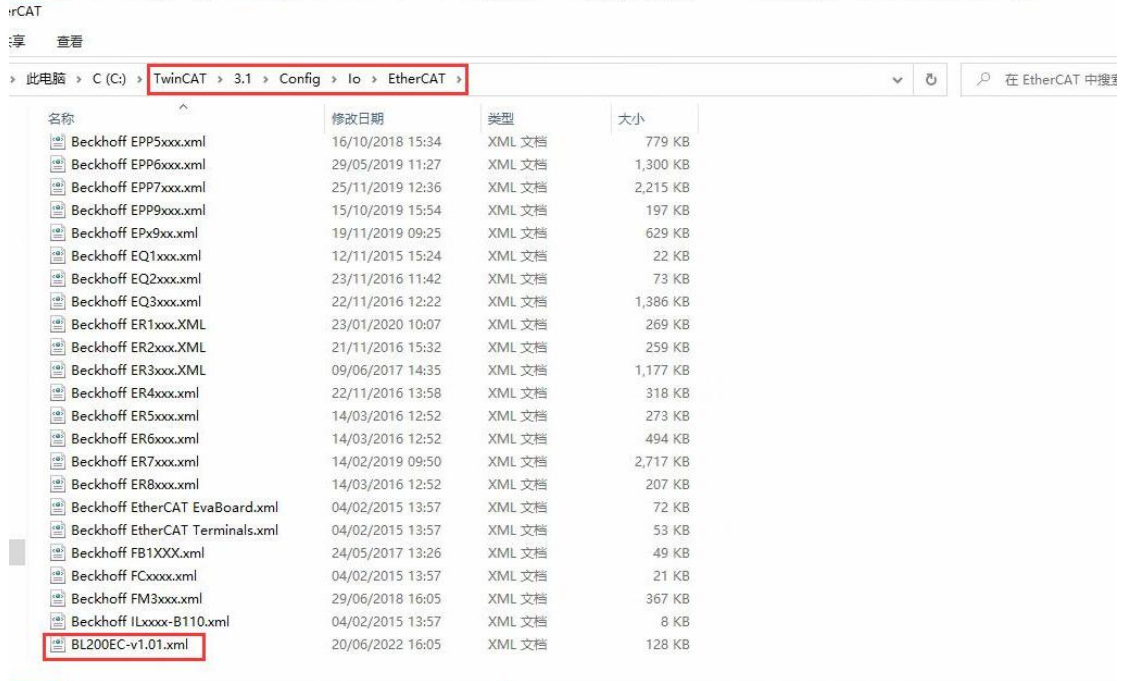 erCAT
共享 查看
此电脑 > C (C:) > TwinCAT > 3.1 > Config > Io > EtherCAT >
在 EtherCAT 中搜索
名称 修改日期 类型 大小
Beckhoff EPP5xxx.xml 16/10/2018 15:34 XML 文档 779 KB
Beckhoff EPP6xxx.xml 29/05/2019 11:27 XML 文档 1,300 KB
Beckhoff EPP7xxx.xml 25/11/2019 12:36 XML 文档 2,215 KB
Beckhoff EPP9xxx.xml 15/10/2019 15:54 XML 文档 197 KB
Beckhoff EPx9xx.xml 19/11/2019 09:25 XML 文档 629 KB
Beckhoff EQ1xxx.xml 12/11/2015 15:24 XML 文档 22 KB
Beckhoff EQ2xxx.xml 23/11/2016 11:42 XML 文档 73 KB
Beckhoff EQ3xxx.xml 22/11/2016 12:22 XML 文档 1,386 KB
Beckhoff ER1xxx.XML 23/01/2020 10:07 XML 文档 269 KB
Beckhoff ER2xxx.XML 21/11/2016 15:32 XML 文档 259 KB
Beckhoff ER3xxx.XML 09/06/2017 14:35 XML 文档 1,177 KB
Beckhoff ER4xxx.xml 22/11/2016 13:58 XML 文档 318 KB
Beckhoff ER5xxx.xml 14/03/2016 12:52 XML 文档 273 KB
Beckhoff ER6xxx.xml 14/03/2016 12:52 XML 文档 494 KB
Beckhoff ER7xxx.xml 14/02/2019 09:50 XML 文档 2,717 KB
Beckhoff ER8xxx.xml 14/03/2016 12:52 XML 文档 207 KB
Beckhoff EtherCAT EvaBoard.xml 04/02/2015 13:57 XML 文档 72 KB
Beckhoff EtherCAT Terminals.xml 04/02/2015 13:57 XML 文档 53 KB
Beckhoff FB1XXX.xml 24/05/2017 13:26 XML 文档 49 KB
Beckhoff FCxxxx.xml 04/02/2015 13:57 XML 文档 21 KB
Beckhoff FM3xxx.xml 29/06/2018 16:05 XML 文档 367 KB
Beckhoff ILxxxx-B110.xml 04/02/2015 13:57 XML 文档 8 KB
BL200EC-v1.01.xml 20/06/2022 16:05 XML 文档 128 KB